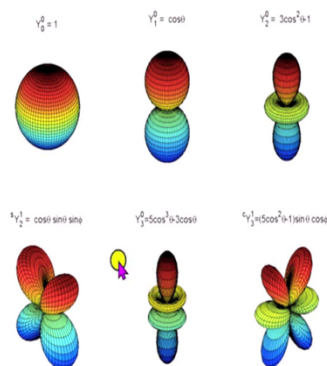 Y₀⁰ = 1
Y₁⁰ = cosθ
Y₂⁰ = 3cos²θ-1
ˢY₂¹ = cosθ sinθ sinϕ
Y₃⁰=5cos³θ-3cosθ
ᶜY₃¹=(5cos²θ-1)sinθ cosϕ